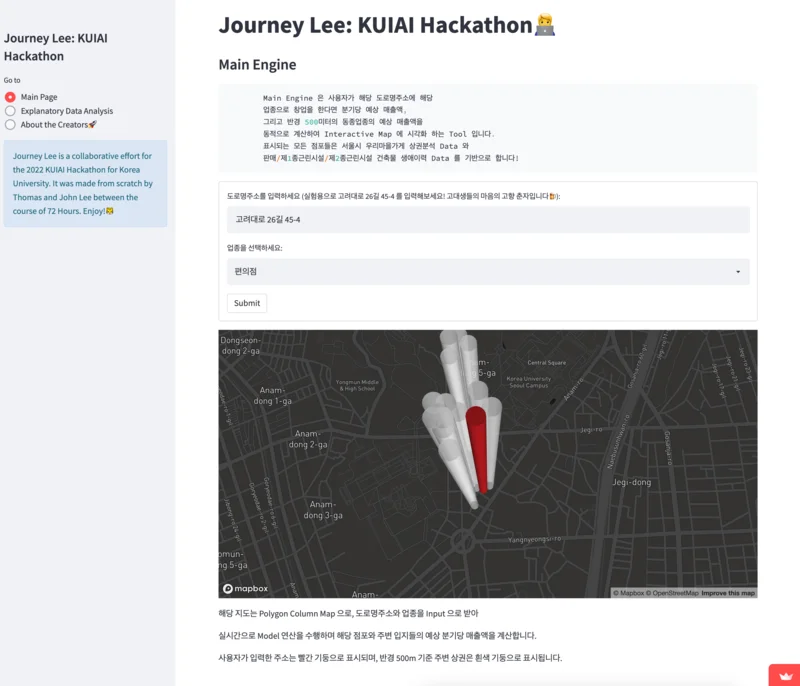 Journey Lee: KUIAI
Hackathon
Go to
Main Page
Explanatory Data Analysis
About the Creators🚀
Journey Lee is a collaborative effort for
the 2022 KUIAI Hackathon for Korea
University. It was made from scratch by
Thomas and John Lee between the
course of 72 Hours. Enjoy!🐯
Journey Lee: KUIAI Hackathon🧑‍💻
Main Engine
Main Engine 은 사용자가 해당 도로명주소에 해당
업종으로 창업을 한다면 분기당 예상 매출액,
그리고 반경 500미터의 동종업종의 예상 매출액을
동적으로 계산하여 Interactive Map 에 시각화 하는 Tool 입니다.
표시되는 모든 점포들은 서울시 우리마을가게 상권분석 Data 와
판매/제1종근린시설/제2종근린시설 건축물 생애이력 Data 를 기반으로 합니다!
도로명주소를 입력하세요 (실험용으로 고려대로 26길 45-4 를 입력해보세요! 고대생들의 마음의 고향 춘자입니다🍺):
고려대로 26길 45-4
업종을 선택하세요:
편의점
Submit
Dongseon-
dong 2-ga
Anam-
dong 1-ga
Yongmun Middle
& High School
am-
5-ga
Central Square
Korea University
Seoul Campus
Anam-ro
Anam-
dong 2-ga
Jegi-ro
Jegi-dong
Anam-
dong 3-ga
Yangnyeongsi-ro
omun-
ng 5-ga
Anam-
mapbox
© Mapbox © OpenStreetMap Improve this map
해당 지도는 Polygon Column Map 으로, 도로명주소와 업종을 Input 으로 받아
실시간으로 Model 연산을 수행하며 해당 점포와 주변 입지들의 예상 분기당 매출액을 계산합니다.
사용자가 입력한 주소는 빨간 기둥으로 표시되며, 반경 500m 기준 주변 상권은 흰색 기둥으로 표시됩니다.